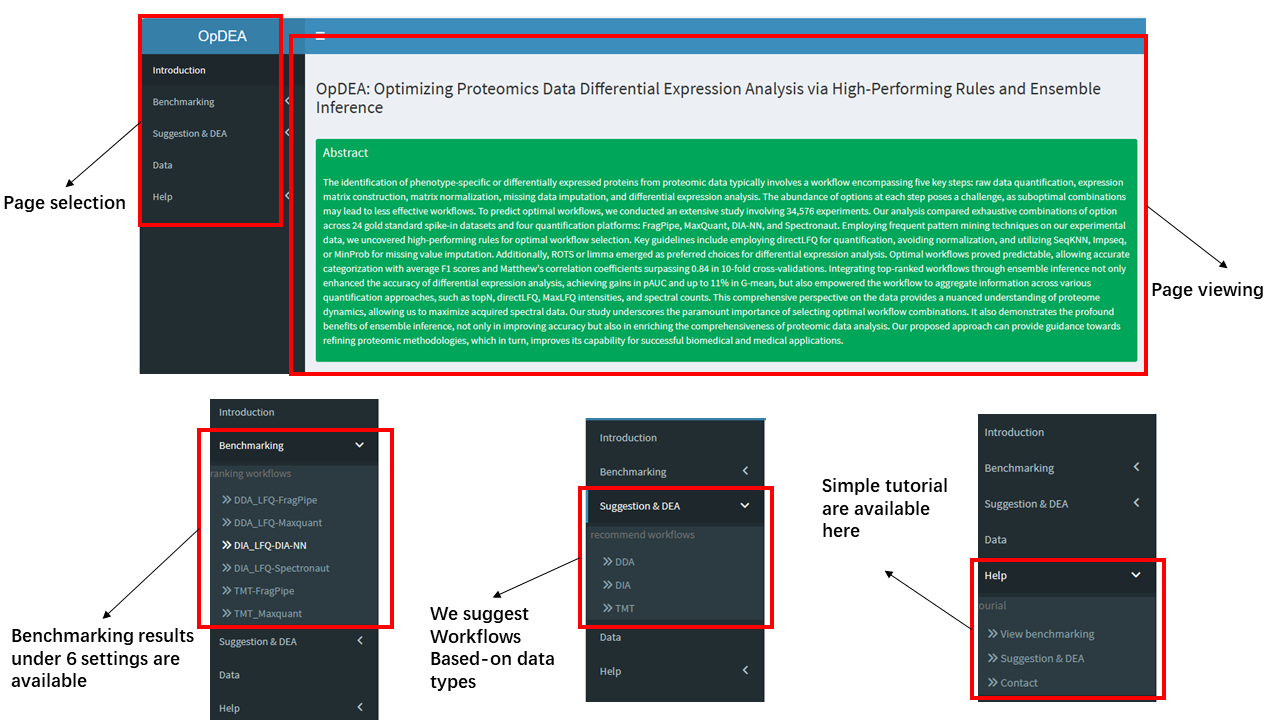 OpDEA
Introduction
Benchmarking
Suggestion & DEA
Data
Help
Page selection
OpDEA: Optimizing Proteomics Data Differential Expression Analysis via High-Performing Rules and Ensemble
Inference
Abstract
The identification of phenotype-specific or differentially expressed proteins from proteomic data typically involves a workflow encompassing five key steps: raw data quantification, expression
matrix construction, matrix normalization, missing data imputation, and differential expression analysis. The abundance of options at each step poses a challenge, as suboptimal combinations
may lead to less effective workflows. To predict optimal workflows, we conducted an extensive study involving 34,576 experiments. Our analysis compared exhaustive combinations of option
across 24 gold standard spike-in datasets and four quantification platforms: FragPipe, MaxQuant, DIA-NN, and Spectronaut. Employing frequent pattern mining techniques on our experimental
data, we uncovered high-performing rules for optimal workflow selection. Key guidelines include employing directLFQ for quantification, avoiding normalization, and utilizing SeqKNN, Impseq,
or MinProb for missing value imputation. Additionally, ROTS or limma emerged as preferred choices for differential expression analysis. Optimal workflows proved predictable, allowing accurate
categorization with average F1 scores and Matthew's correlation coefficients surpassing 0.84 in 10-fold cross-validations. Integrating top-ranked workflows through ensemble inference not only
enhanced the accuracy of differential expression analysis, achieving gains in pAUC and up to 11% in G-mean, but also empowered the workflow to aggregate information across various
quantification approaches, such as topN, directLFQ, MaxLFQ intensities, and spectral counts. This comprehensive perspective on the data provides a nuanced understanding of proteome
dynamics, allowing us to maximize acquired spectral data. Our study underscores the paramount importance of selecting optimal workflow combinations. It also demonstrates the profound
benefits of ensemble inference, not only in improving accuracy but also in enriching the comprehensiveness of proteomic data analysis. Our proposed approach can provide guidance towards
refining proteomic methodologies, which in turn, improves its capability for successful biomedical and medical applications.
Page viewing
Introduction
Benchmarking
ranking workflows
DDA_LFQ-FragPipe
DDA_LFQ-Maxquant
DIA_LFQ-DIA-NN
DIA_LFQ-Spectronaut
TMT-FragPipe
TMT_Maxquant
Suggestion & DEA
Data
Help
Benchmarking results
under 6 settings are
available
Introduction
Benchmarking
Suggestion & DEA
recommend workflows
DDA
DIA
TMT
Data
Help
We suggest
Workflows
Based-on data
types
Introduction
Benchmarking
Suggestion & DEA
Data
Help
ourial
View benchmarking
Suggestion & DEA
Contact
Simple tutorial
are available
here